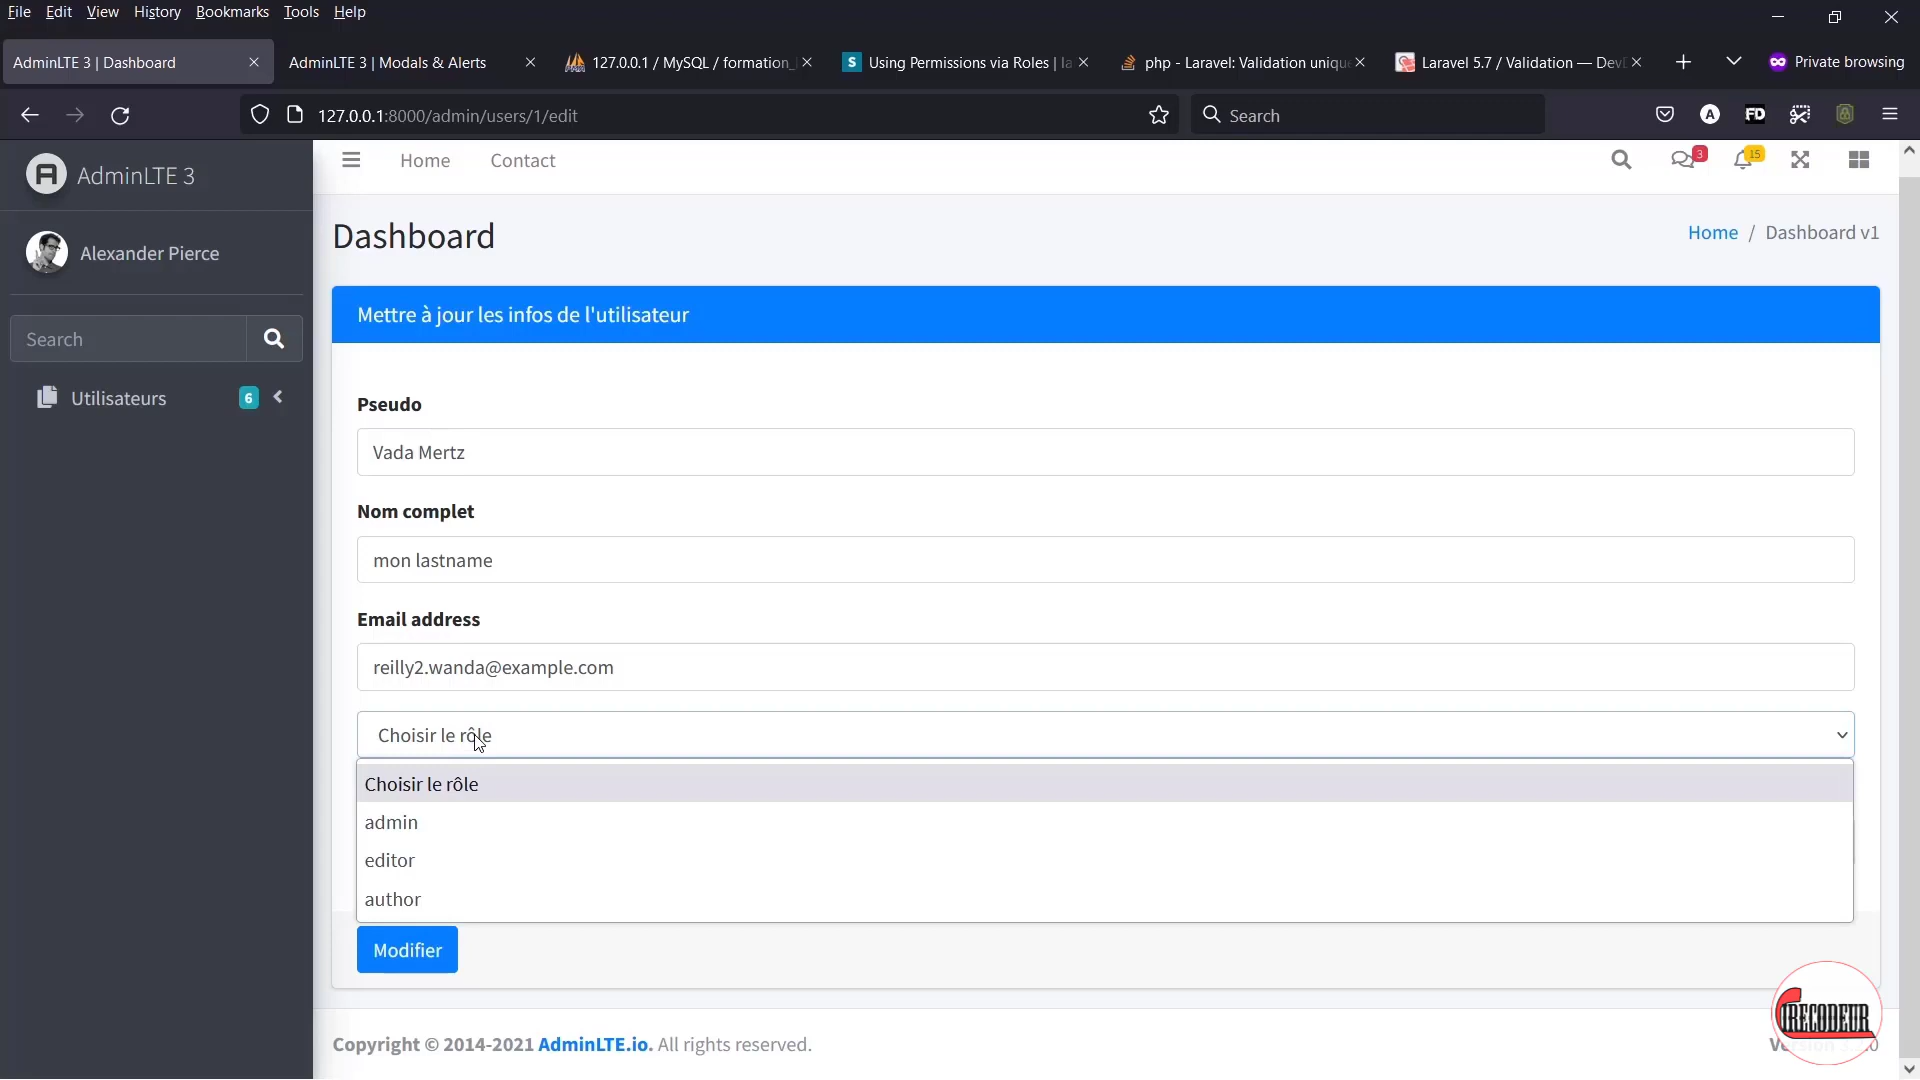 File Edit View History Bookmarks Tools Help
AdminLTE 3 | Dashboard
AdminLTE 3 | Modals & Alerts
127.0.0.1 / MySQL / formation_
S Using Permissions via Roles | la
php - Laravel: Validation uniqu
Laravel 5.7 / Validation — Dev
Private browsing
127.0.0.1:8000/admin/users/1/edit
Search
A
FD
AdminLTE 3
Home Contact
3
15
Alexander Pierce
Dashboard
Home / Dashboard v1
Search
Utilisateurs 6
Mettre à jour les infos de l'utilisateur
Pseudo
Vada Mertz
Nom complet
mon lastname
Email address
reilly2.wanda@example.com
Choisir le rôle
Choisir le rôle
admin
editor
author
Modifier
Copyright © 2014-2021 AdminLTE.io. All rights reserved.
IRECODEUR